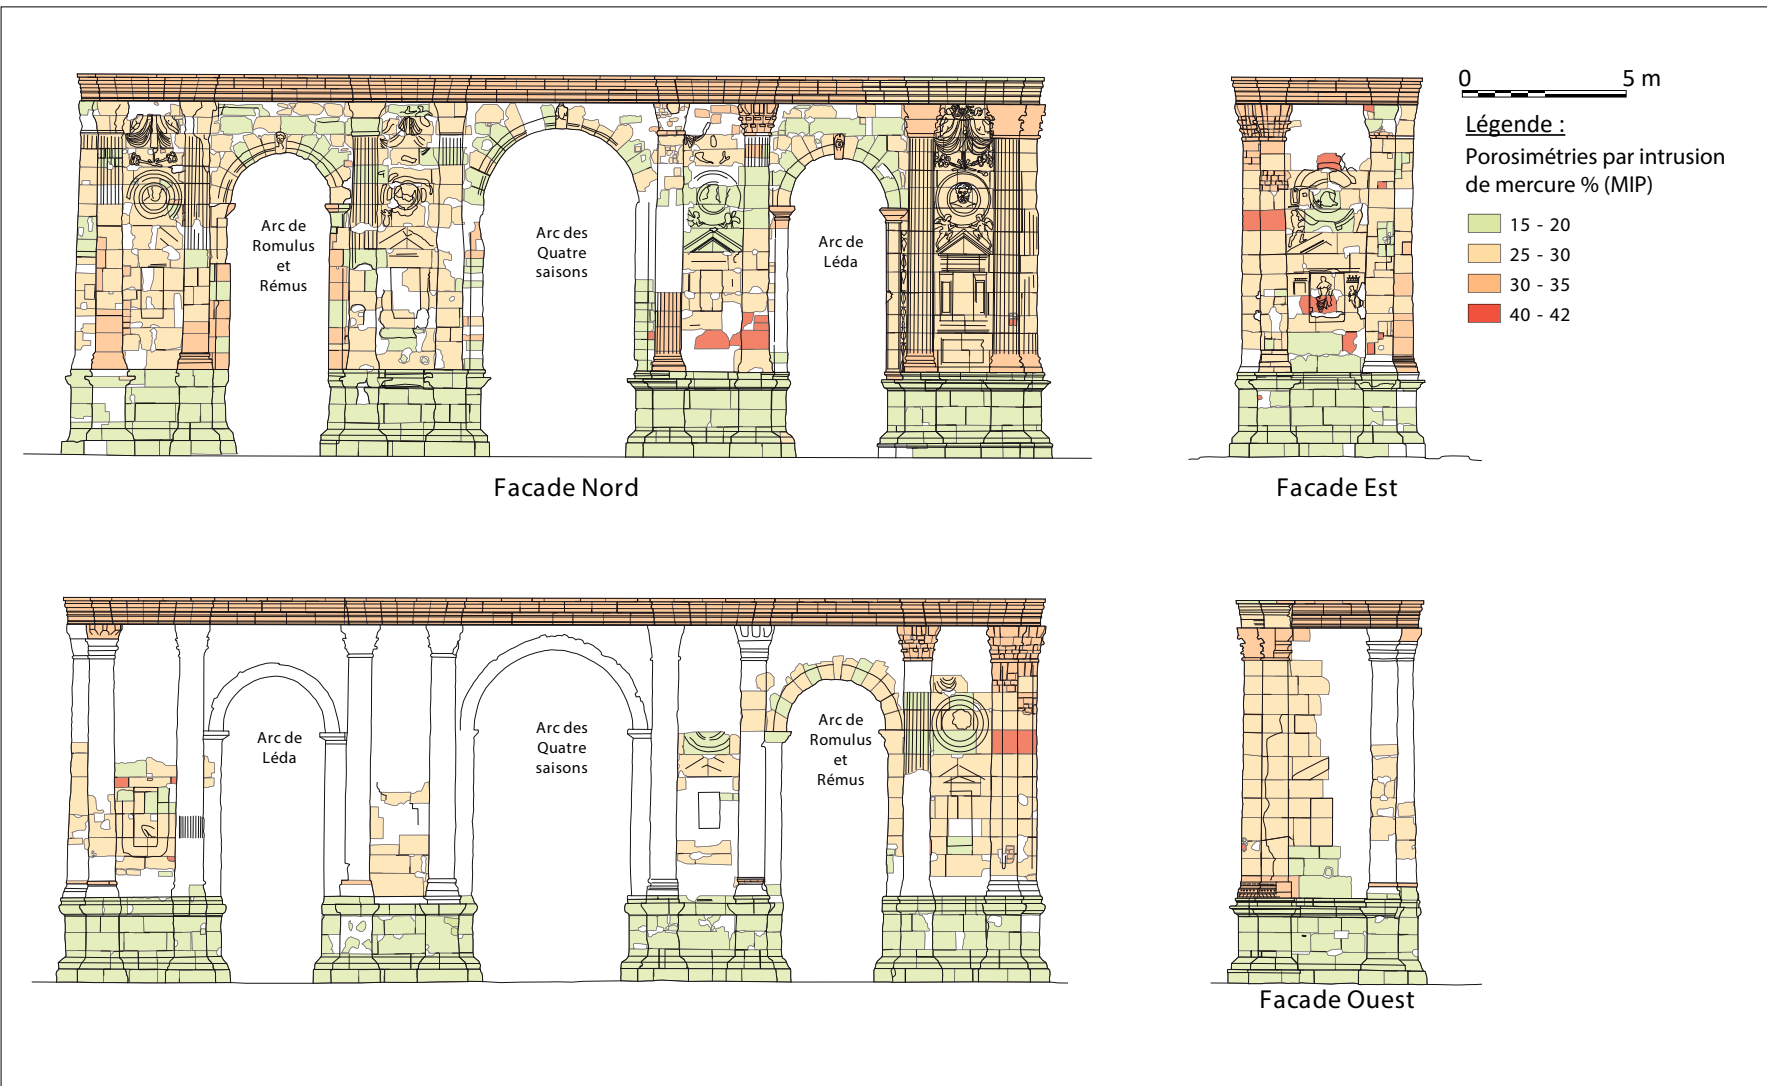 0 5 m
Légende :
Porosimétries par intrusion
de mercure % (MIP)
15 - 20
25 - 30
30 - 35
40 - 42
Arc de
Romulus
et
Rémus
Arc des
Quatre
saisons
Arc de
Léda
Facade Nord
Facade Est
Arc de
Léda
Arc des
Quatre
saisons
Arc de
Romulus
et
Rémus
Facade Ouest